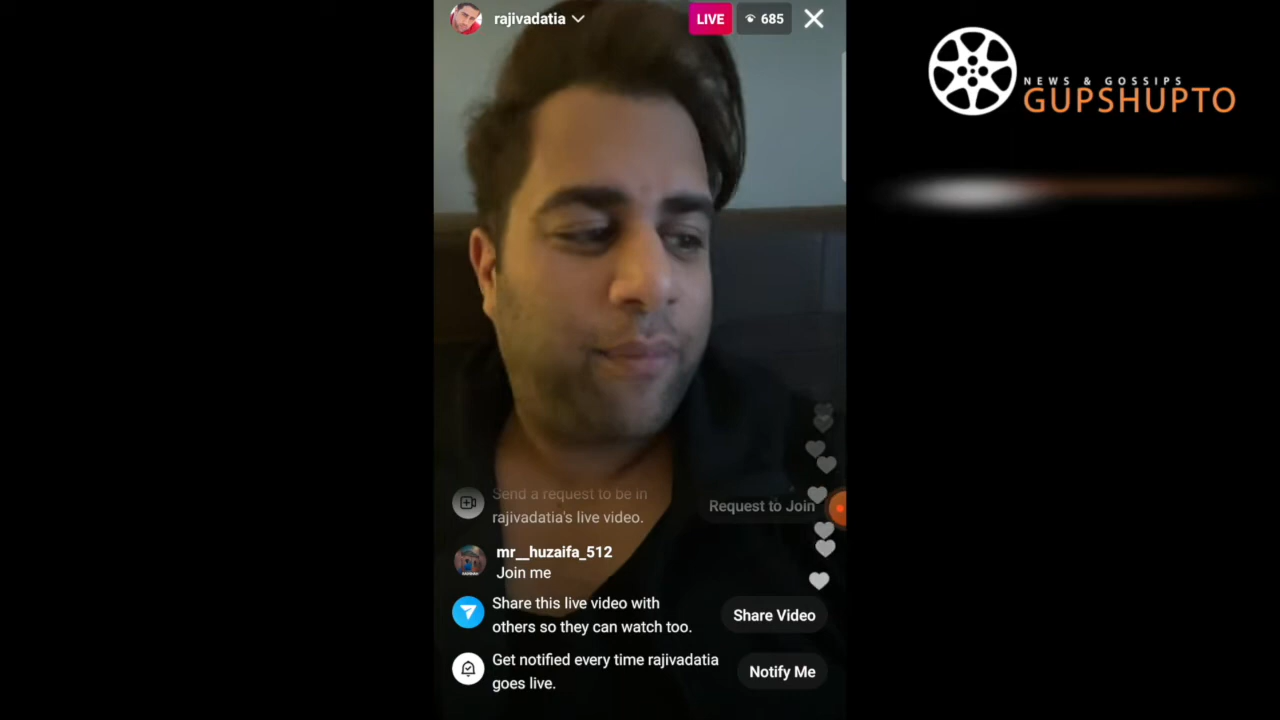 rajivadatia
LIVE
685
NEWS & GOSSIPS
GUPSHUPTO
Send a request to be in
rajivadatia's live video.
Request to Join
mr__huzaifa_512
Join me
Share this live video with
others so they can watch too.
Share Video
Get notified every time rajivadatia
goes live.
Notify Me